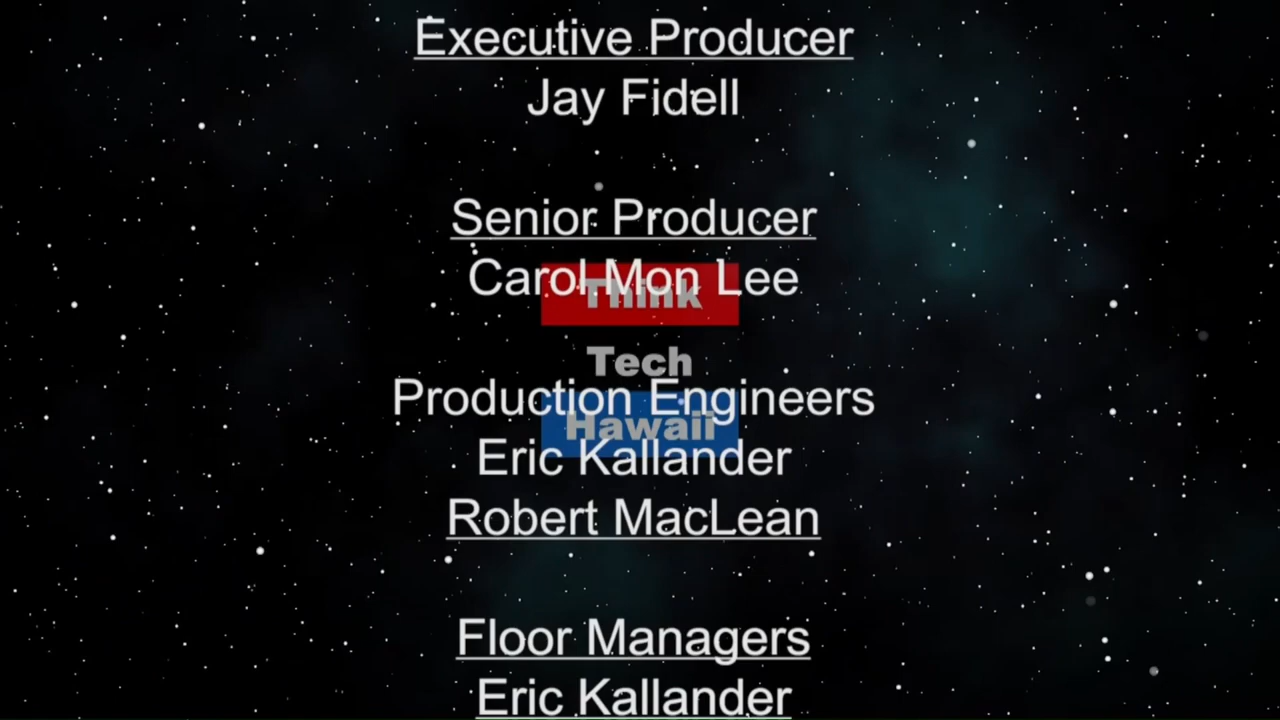 Executive Producer
Jay Fidell
Senior Producer
Carol Mon Lee
Think
Tech
Hawaii
Production Engineers
Eric Kallander
Robert MacLean
Floor Managers
Eric Kallander